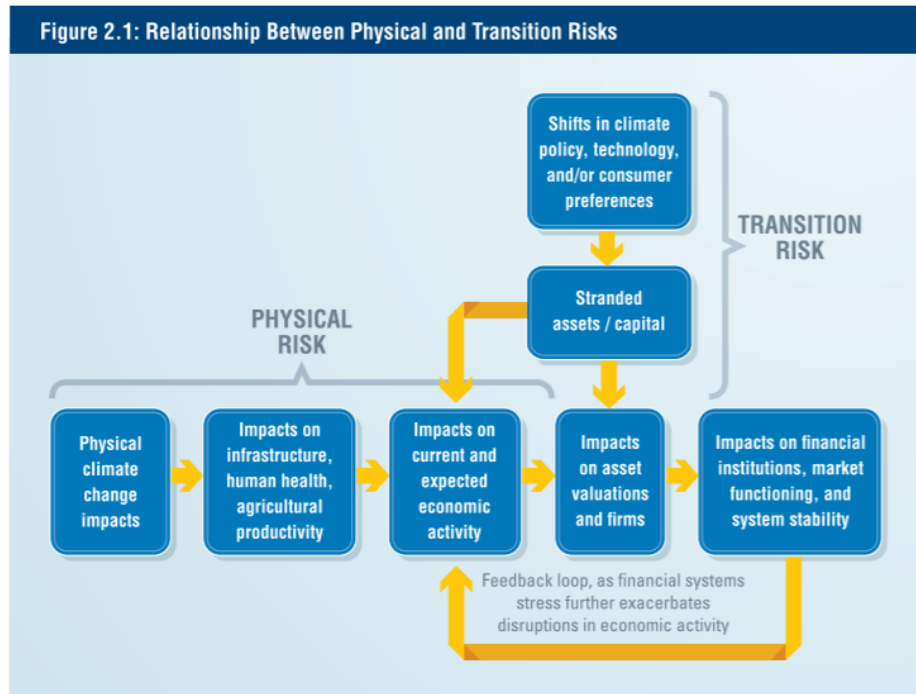 Figure 2.1: Relationship Between Physical and Transition Risks
Shifts in climate
policy, technology,
and/or consumer
preferences
TRANSITION
RISK
Stranded
assets / capital
PHYSICAL
RISK
Physical
climate
change
impacts
Impacts on
infrastructure,
human health,
agricultural
productivity
Impacts on
current and
expected
economic
activity
Impacts
on asset
valuations
and firms
Impacts on financial
institutions, market
functioning, and
system stability
Feedback loop, as financial systems
stress further exacerbates
disruptions in economic activity